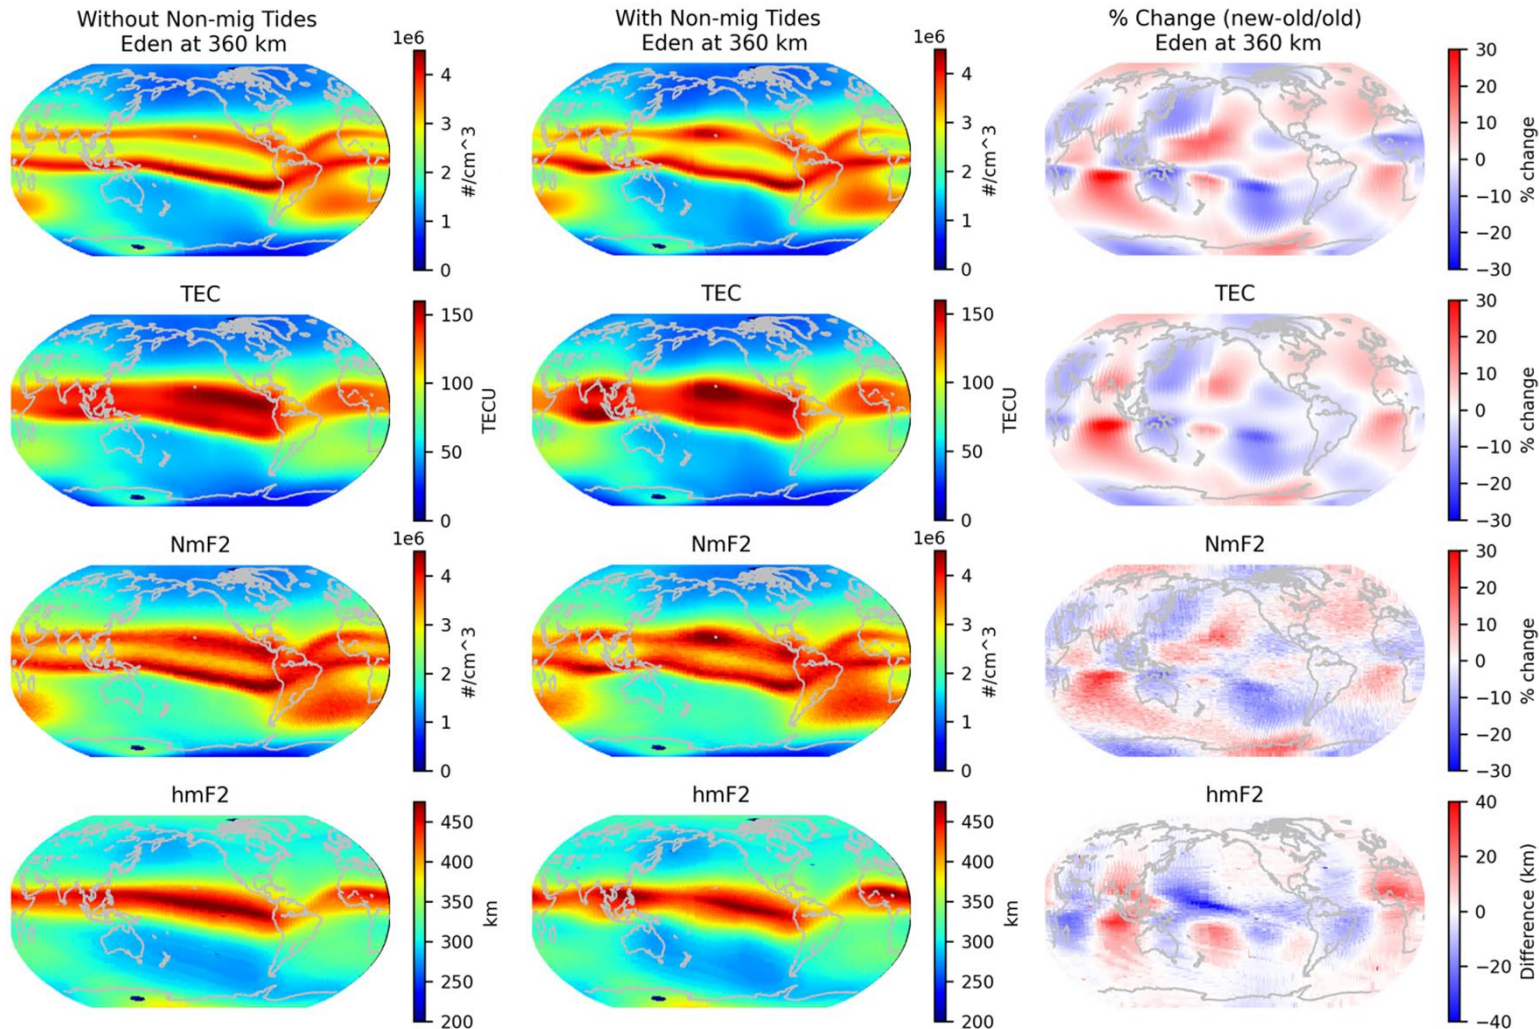 Without Non-mig Tides
Eden at 360 km
1e6
4
3
2
1
0
#/cm^3
With Non-mig Tides
Eden at 360 km
1e6
4
3
2
1
0
#/cm^3
% Change (new-old/old)
Eden at 360 km
30
20
10
0
−10
−20
−30
% change
TEC
150
100
50
0
TECU
TEC
150
100
50
0
TECU
TEC
30
20
10
0
−10
−20
−30
% change
NmF2
1e6
4
3
2
1
0
#/cm^3
NmF2
1e6
4
3
2
1
0
#/cm^3
NmF2
30
20
10
0
−10
−20
−30
% change
hmF2
450
400
350
300
250
200
km
hmF2
450
400
350
300
250
200
km
hmF2
40
20
0
−20
−40
Difference (km)